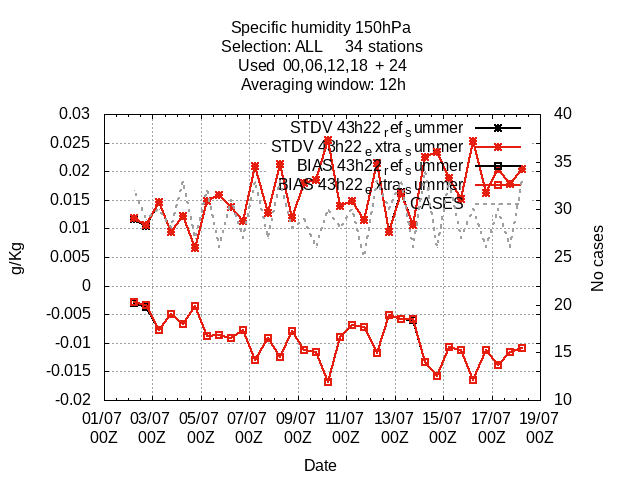 Specific humidity 150hPa
Selection: ALL 34 stations
Used 00,06,12,18 + 24
Averaging window: 12h
STDV 43h22refsummer
STDV 43h22extrasummer
BIAS 43h22refsummer
BIAS 43h22extrasummer
CASES
0.03
0.025
0.02
0.015
0.01
0.005
0
-0.005
-0.01
-0.015
-0.02
g/Kg
40
35
30
25
20
15
10
No cases
01/07 03/07 05/07 07/07 09/07 11/07 13/07 15/07 17/07 19/07
00Z 00Z 00Z 00Z 00Z 00Z 00Z 00Z 00Z 00Z
Date